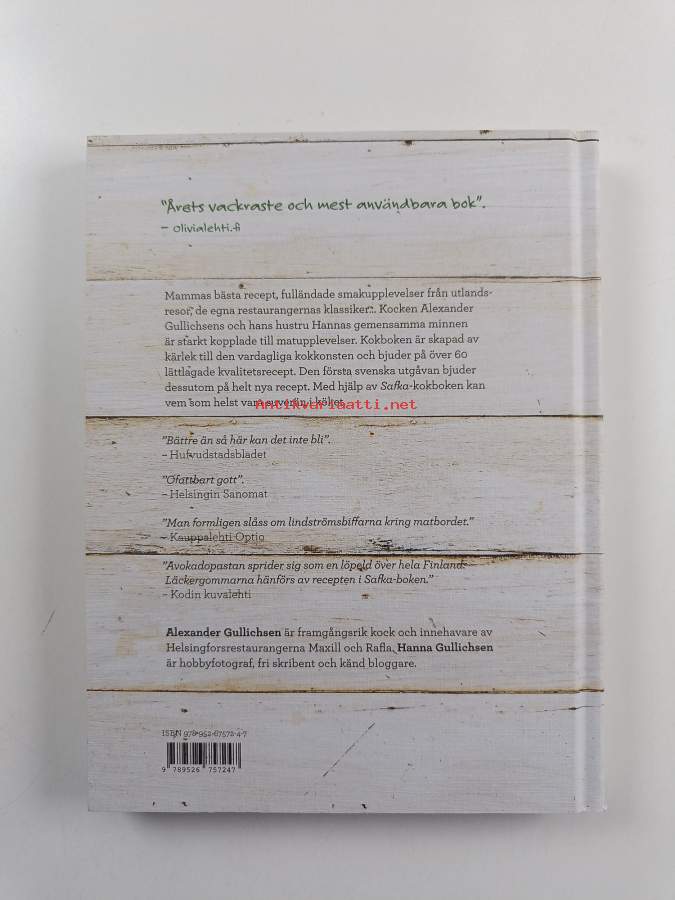 "Årets vackraste och mest användbara bok".
– olivialehti.fi
Mammas bästa recept, fulländade smakupplevelser från utlands-
resor, de egna restaurangernas klassiker... Kocken Alexander
Gullichsens och hans hustru Hannas gemensamma minnen
är starkt kopplade till matupplevelser. Kokboken är skapad av
kärlek till den vardagliga kokkonsten och bjuder på över 60
lättlagade kvalitetsrecept. Den första svenska utgåvan bjuder
dessutom på helt nya recept. Med hjälp av Safka-kokboken kan
vem som helst vara suverän i köket.
Antikvariaatti.net
"Bättre än så här kan det inte bli".
– Hufvudstadsbladet
"Ofattbart gott".
– Helsingin Sanomat
"Man formligen slåss om lindströmsbiffarna kring matbordet."
– Kauppalehti Optio
"Avokadopastan sprider sig som en löpeld över hela Finland.
Läckergommarna hänförs av recepten i Safka-boken."
– Kodin kuvalehti
Alexander Gullichsen är framgångsrik kock och innehavare av
Helsingforsrestaurangerna Maxill och Rafla. Hanna Gullichsen
är hobbyfotograf, fri skribent och känd bloggare.
ISBN 978-952-67572-4-7
9 789526 757247